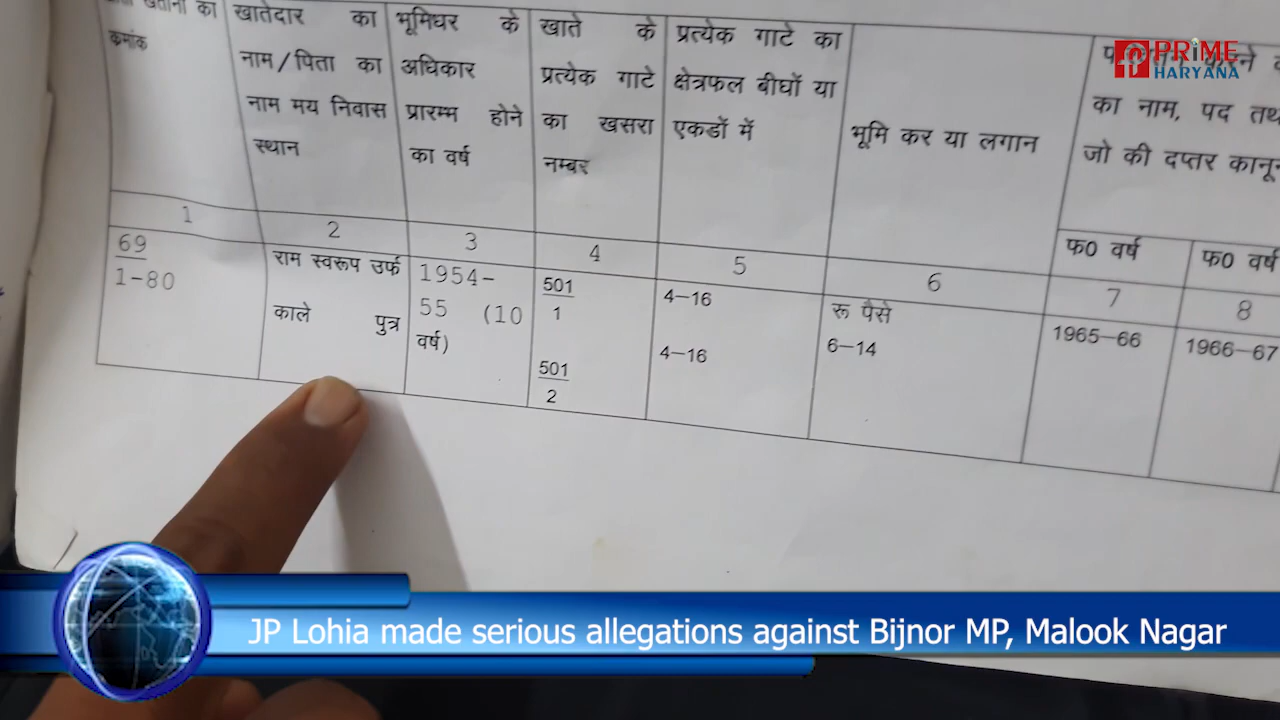 खतौनी का
क्रमांक
खातेदार का
नाम/पिता का
नाम मय निवास
स्थान
भूमिधर के
अधिकार
प्रारम्भ होने
का वर्ष
खाते के
प्रत्येक गाटे
का खसरा
नम्बर
प्रत्येक गाटे का
क्षेत्रफल बीघों या
एकडों में
भूमि कर या लगान
का नाम, पद
जो की दप्तर
फ0 वर्ष
फ0 वर्ष
1
2
3
4
5
6
7
8
69
1-80
राम स्वरूप उर्फ
काले पुत्र
1954-
55 (10
वर्ष)
501
1
501
2
4–16
4–16
रू पैसे
6–14
1965–66
1966–67
PRIME
HARYANA
JP Lohia made serious allegations against Bijnor MP, Malook Nagar